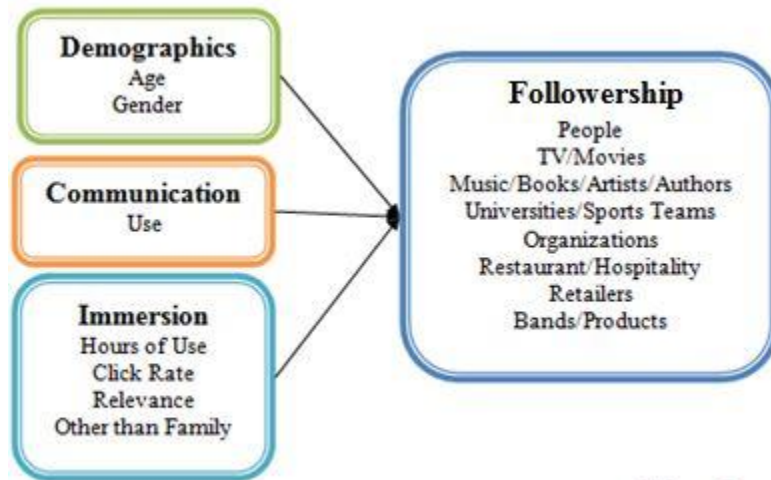 Demographics
Age
Gender
Communication
Use
Immersion
Hours of Use
Click Rate
Relevance
Other than Family
Followership
People
TV/Movies
Music/Books/Artists/Authors
Universities/Sports Teams
Organizations
Restaurant/Hospitality
Retailers
Bands/Products